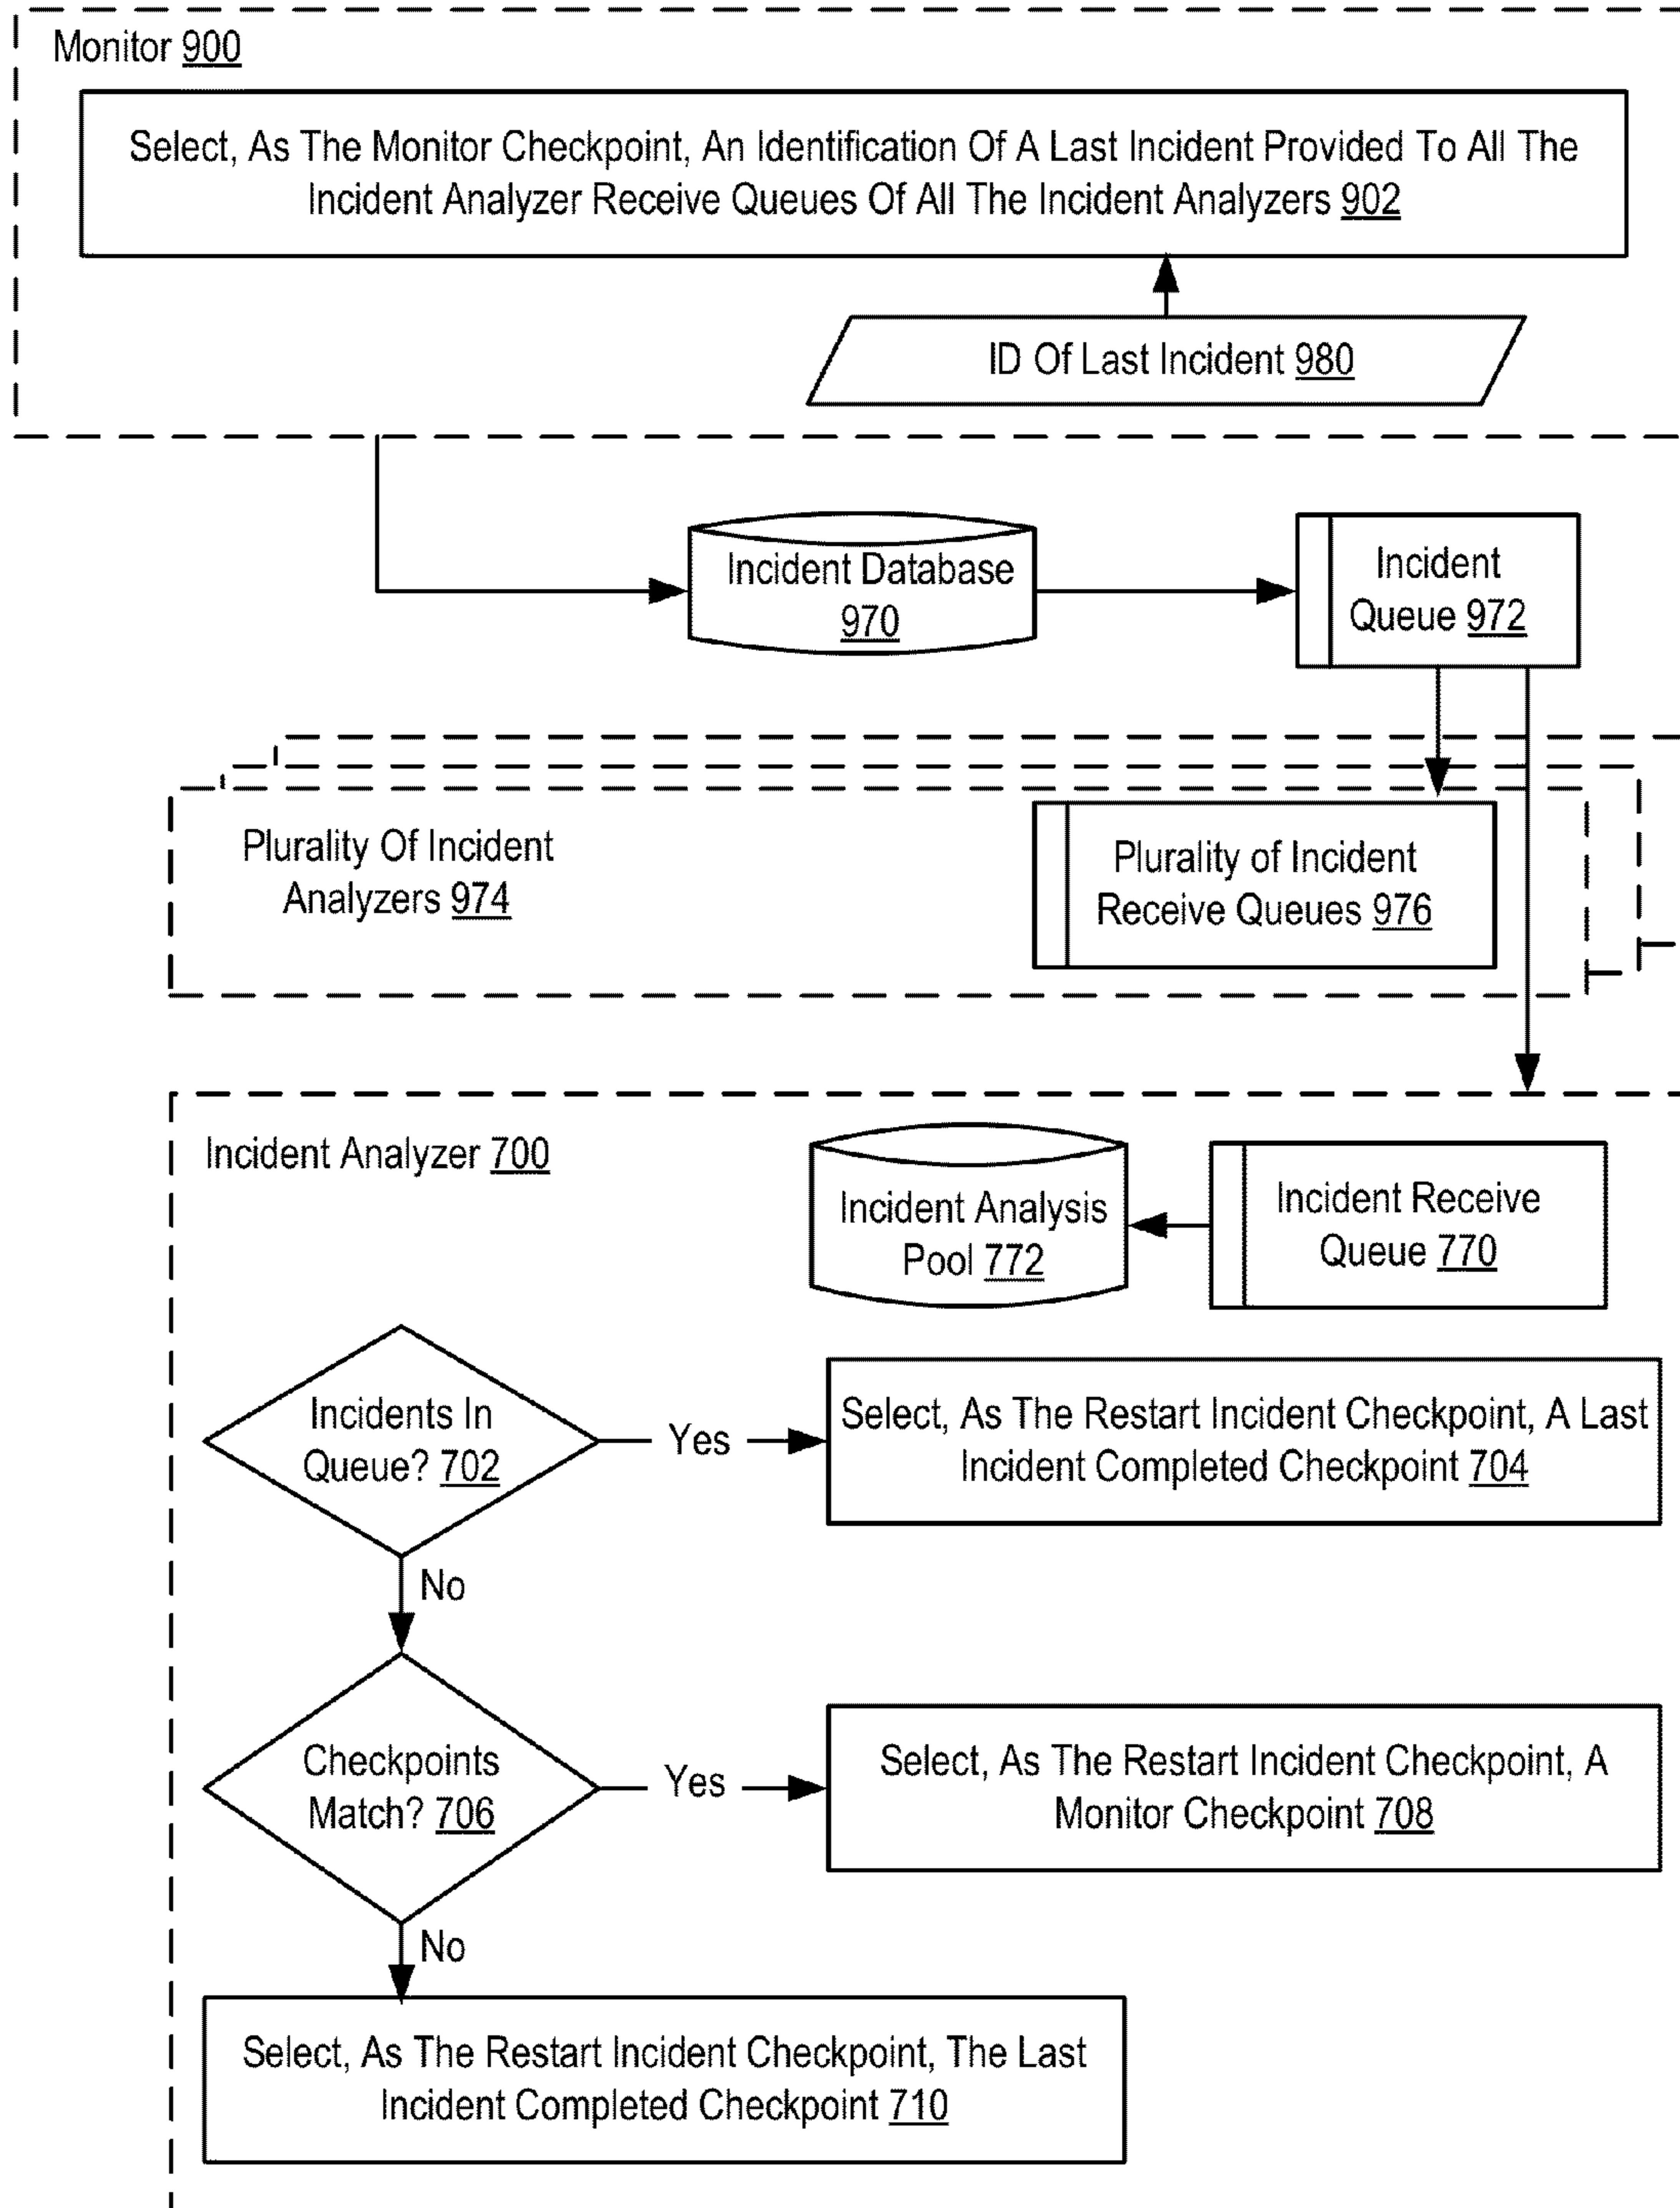 Monitor 900
Select, As The Monitor Checkpoint, An Identification Of A Last Incident Provided To All The
Incident Analyzer Receive Queues Of All The Incident Analyzers 902
ID Of Last Incident 980
Incident Database
970
Incident
Queue 972
Plurality Of Incident
Analyzers 974
Plurality of Incident
Receive Queues 976
Incident Analyzer 700
Incident Analysis
Pool 772
Incident Receive
Queue 770
Incidents In
Queue? 702
Yes
Select, As The Restart Incident Checkpoint, A Last
Incident Completed Checkpoint 704
No
Checkpoints
Match? 706
Yes
Select, As The Restart Incident Checkpoint, A
Monitor Checkpoint 708
No
Select, As The Restart Incident Checkpoint, The Last
Incident Completed Checkpoint 710